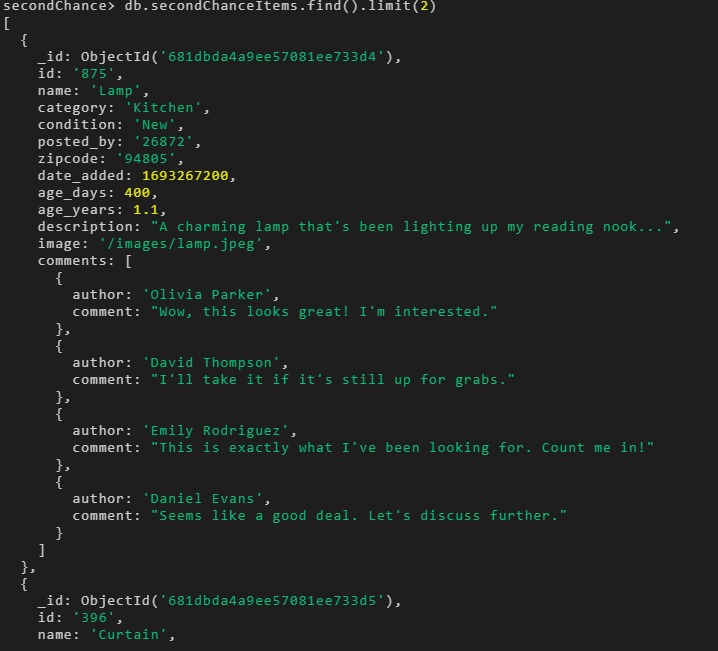 secondChance> db.secondChanceItems.find().limit(2)
[
  {
    _id: ObjectId('681dbda4a9ee57081ee733d4'),
    id: '875',
    name: 'Lamp',
    category: 'Kitchen',
    condition: 'New',
    posted_by: '26872',
    zipcode: '94805',
    date_added: 1693267200,
    age_days: 400,
    age_years: 1.1,
    description: "A charming lamp that's been lighting up my reading nook...",
    image: '/images/lamp.jpeg',
    comments: [
      {
        author: 'Olivia Parker',
        comment: "Wow, this looks great! I'm interested."
      },
      {
        author: 'David Thompson',
        comment: "I'll take it if it's still up for grabs."
      },
      {
        author: 'Emily Rodriguez',
        comment: "This is exactly what I've been looking for. Count me in!"
      },
      {
        author: 'Daniel Evans',
        comment: "Seems like a good deal. Let's discuss further."
      }
    ]
  },
  {
    _id: ObjectId('681dbda4a9ee57081ee733d5'),
    id: '396',
    name: 'Curtain',